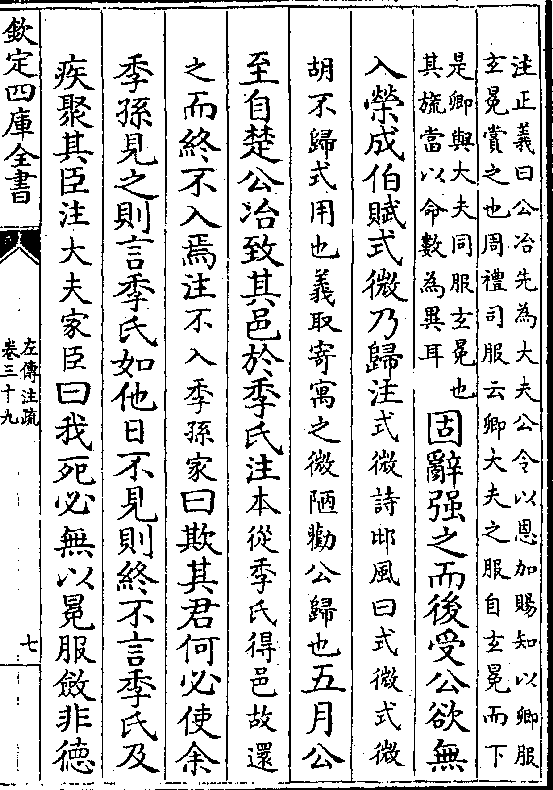 注正義曰公冶先為大夫公令以恩加賜知以卿服
玄冕賞之也周禮司服云卿大夫之服自玄冕而下
是卿與大夫同服玄冕也
其旒當以命數為異耳
固辭强之而後受公欲無
入榮成伯賦式微乃歸注式微詩邶風曰式微式微
胡不歸式用也義取寄寓之微陋勸公歸也五月公
至自楚公冶致其邑於季氏注本從季氏得邑故還
之而終不入焉注不入季孫家曰欺其君何必使余
季孫見之則言季氏如他日不見則終不言季氏及
疾聚其臣注大夫家臣曰我死必無以冕服斂非德
欽定四庫全書
左傳注疏
卷三十九
七